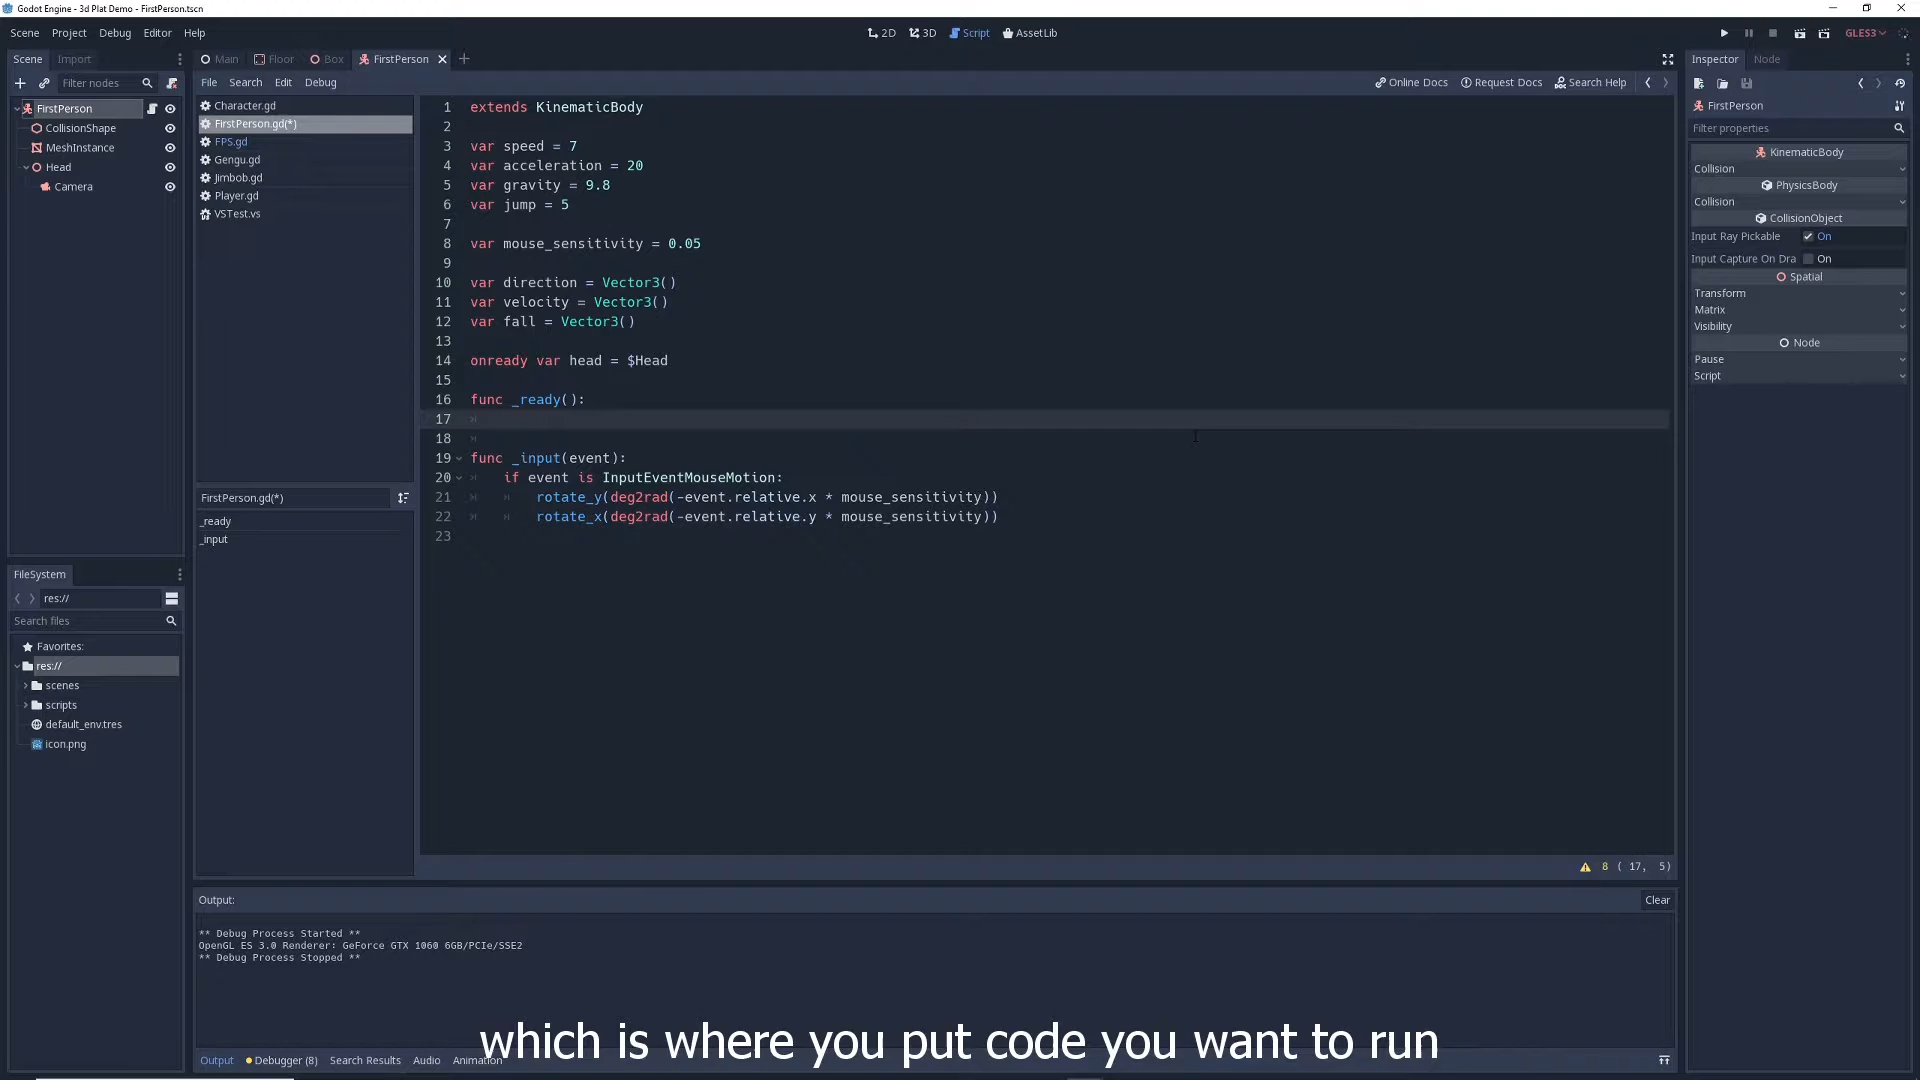 Godot Engine - 3d Plat Demo - FirstPerson.tscn
Scene Project Debug Editor Help
2D 3D Script AssetLib
GLES3
Scene Import
Filter nodes
FirstPerson
CollisionShape
MeshInstance
Head
Camera
Main Floor Box FirstPerson
File Search Edit Debug
Online Docs Request Docs Search Help
Character.gd
FirstPerson.gd(*)
FPS.gd
Gengu.gd
Jimbob.gd
Player.gd
VSTest.vs
FirstPerson.gd(*)
_ready
_input
1 extends KinematicBody
2
3 var speed = 7
4 var acceleration = 20
5 var gravity = 9.8
6 var jump = 5
7
8 var mouse_sensitivity = 0.05
9
10 var direction = Vector3()
11 var velocity = Vector3()
12 var fall = Vector3()
13
14 onready var head = $Head
15
16 func _ready():
17
18
19 func _input(event):
20 if event is InputEventMouseMotion:
21 rotate_y(deg2rad(-event.relative.x * mouse_sensitivity))
22 rotate_x(deg2rad(-event.relative.y * mouse_sensitivity))
23
8 ( 17, 5)
FileSystem
res://
Search files
Favorites:
res://
scenes
scripts
default_env.tres
icon.png
Output:
Clear
** Debug Process Started **
OpenGL ES 3.0 Renderer: GeForce GTX 1060 6GB/PCIe/SSE2
** Debug Process Stopped **
Output Debugger (8) Search Results Audio Animation
which is where you put code you want to run
Inspector Node
FirstPerson
Filter properties
KinematicBody
Collision
PhysicsBody
Collision
CollisionObject
Input Ray Pickable On
Input Capture On Dra On
Spatial
Transform
Matrix
Visibility
Node
Pause
Script